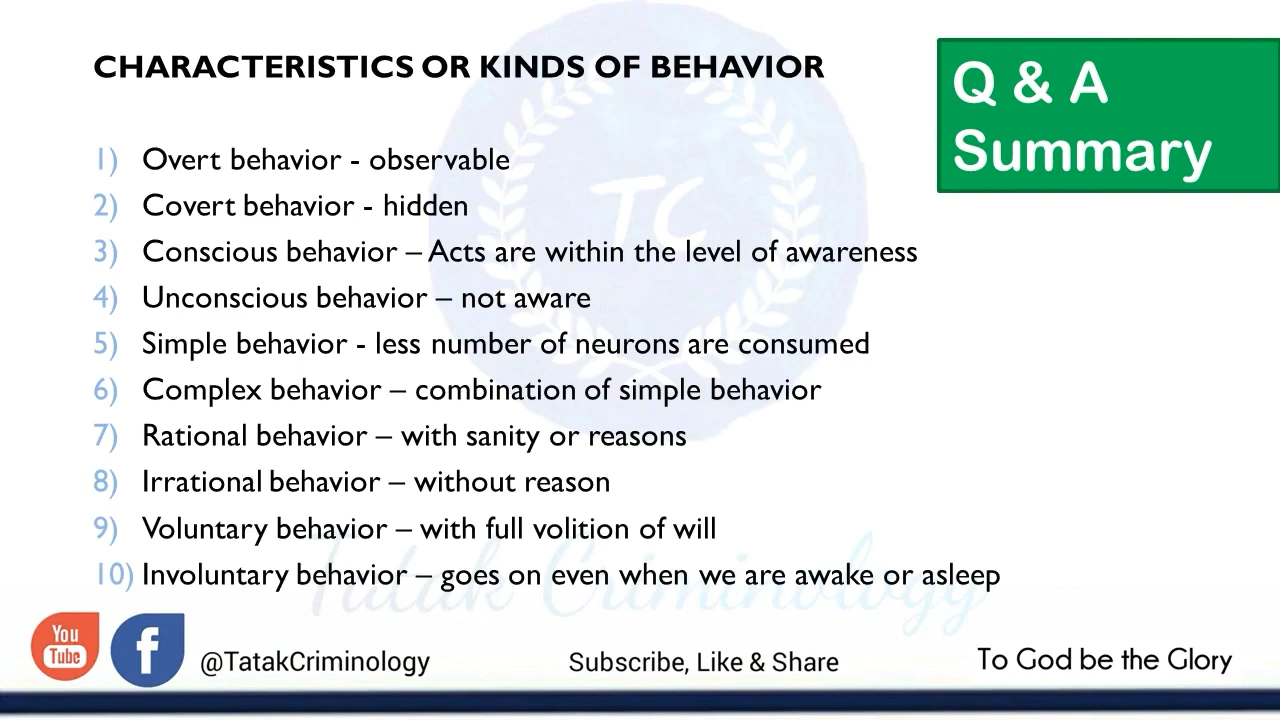 CHARACTERISTICS OR KINDS OF BEHAVIOR
Q & A
Summary
1) Overt behavior - observable
2) Covert behavior - hidden
3) Conscious behavior – Acts are within the level of awareness
4) Unconscious behavior – not aware
5) Simple behavior - less number of neurons are consumed
6) Complex behavior – combination of simple behavior
7) Rational behavior – with sanity or reasons
8) Irrational behavior – without reason
9) Voluntary behavior – with full volition of will
10) Involuntary behavior – goes on even when we are awake or asleep
TC
Tatak Criminology
You
Tube
f
@TatakCriminology
Subscribe, Like & Share
To God be the Glory